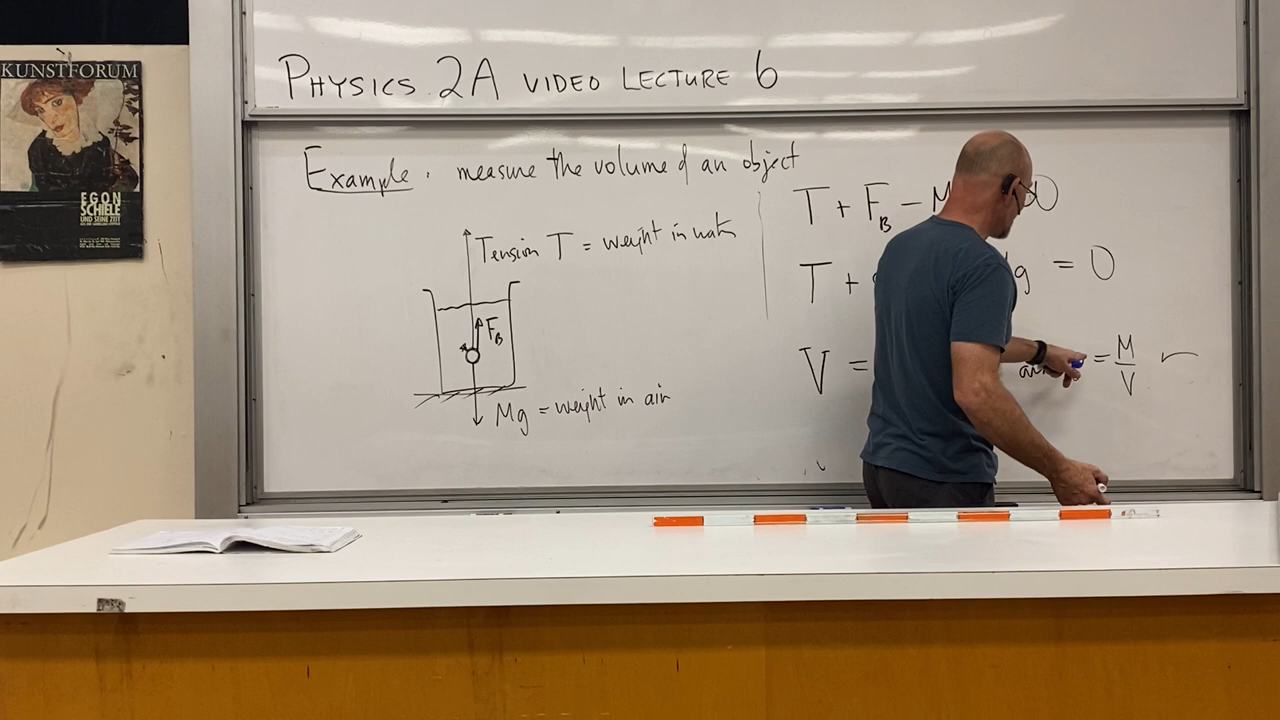 KUNSTFORUM
EGON
SCHIELE
UND SEINE ZEIT
PHYSICS 2A VIDEO LECTURE 6
Example. measure the volume of an object
Tension T = weight in water
F_B
Mg = weight in air
T + F_B − M
T +
g = 0
V =
= M/V